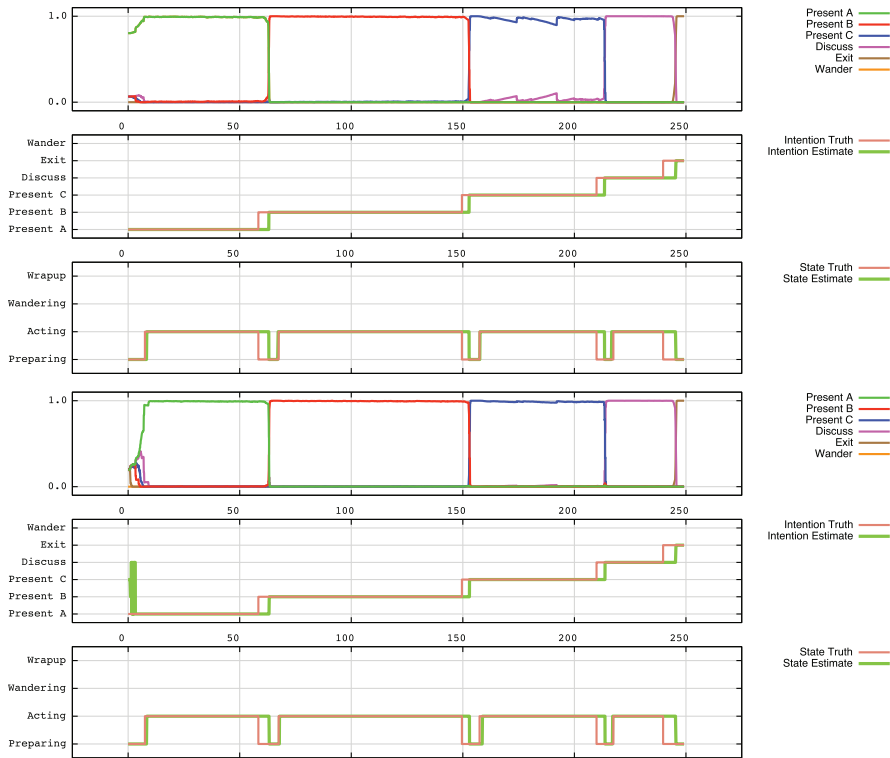 1.0
0.0
Present A
Present B
Present C
Discuss
Exit
Wander
0 50 100 150 200 250
Wander
Exit
Discuss
Present C
Present B
Present A
Intention Truth
Intention Estimate
0 50 100 150 200 250
Wrapup
Wandering
Acting
Preparing
State Truth
State Estimate
1.0
0.0
Present A
Present B
Present C
Discuss
Exit
Wander
0 50 100 150 200 250
Wander
Exit
Discuss
Present C
Present B
Present A
Intention Truth
Intention Estimate
0 50 100 150 200 250
Wrapup
Wandering
Acting
Preparing
State Truth
State Estimate